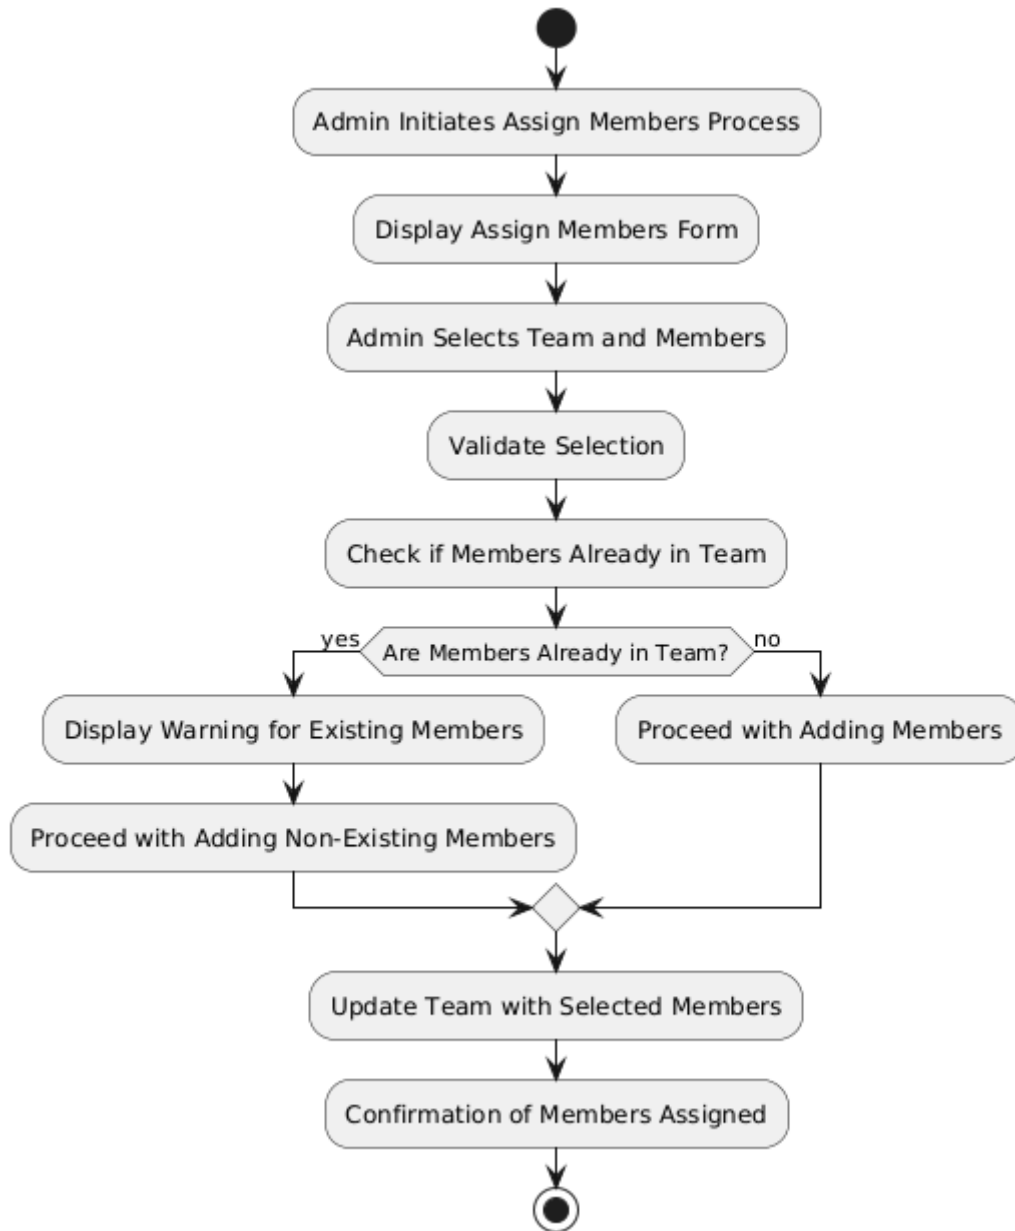 Admin Initiates Assign Members Process
Display Assign Members Form
Admin Selects Team and Members
Validate Selection
Check if Members Already in Team
yes
Are Members Already in Team?
no
Display Warning for Existing Members
Proceed with Adding Members
Proceed with Adding Non-Existing Members
Update Team with Selected Members
Confirmation of Members Assigned